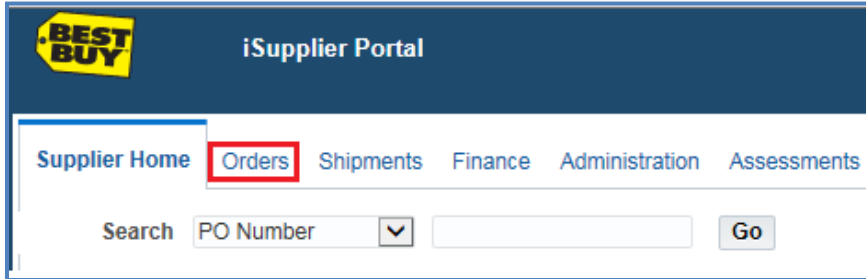 BEST BUY
iSupplier Portal
Supplier Home Orders Shipments Finance Administration Assessments
Search PO Number Go